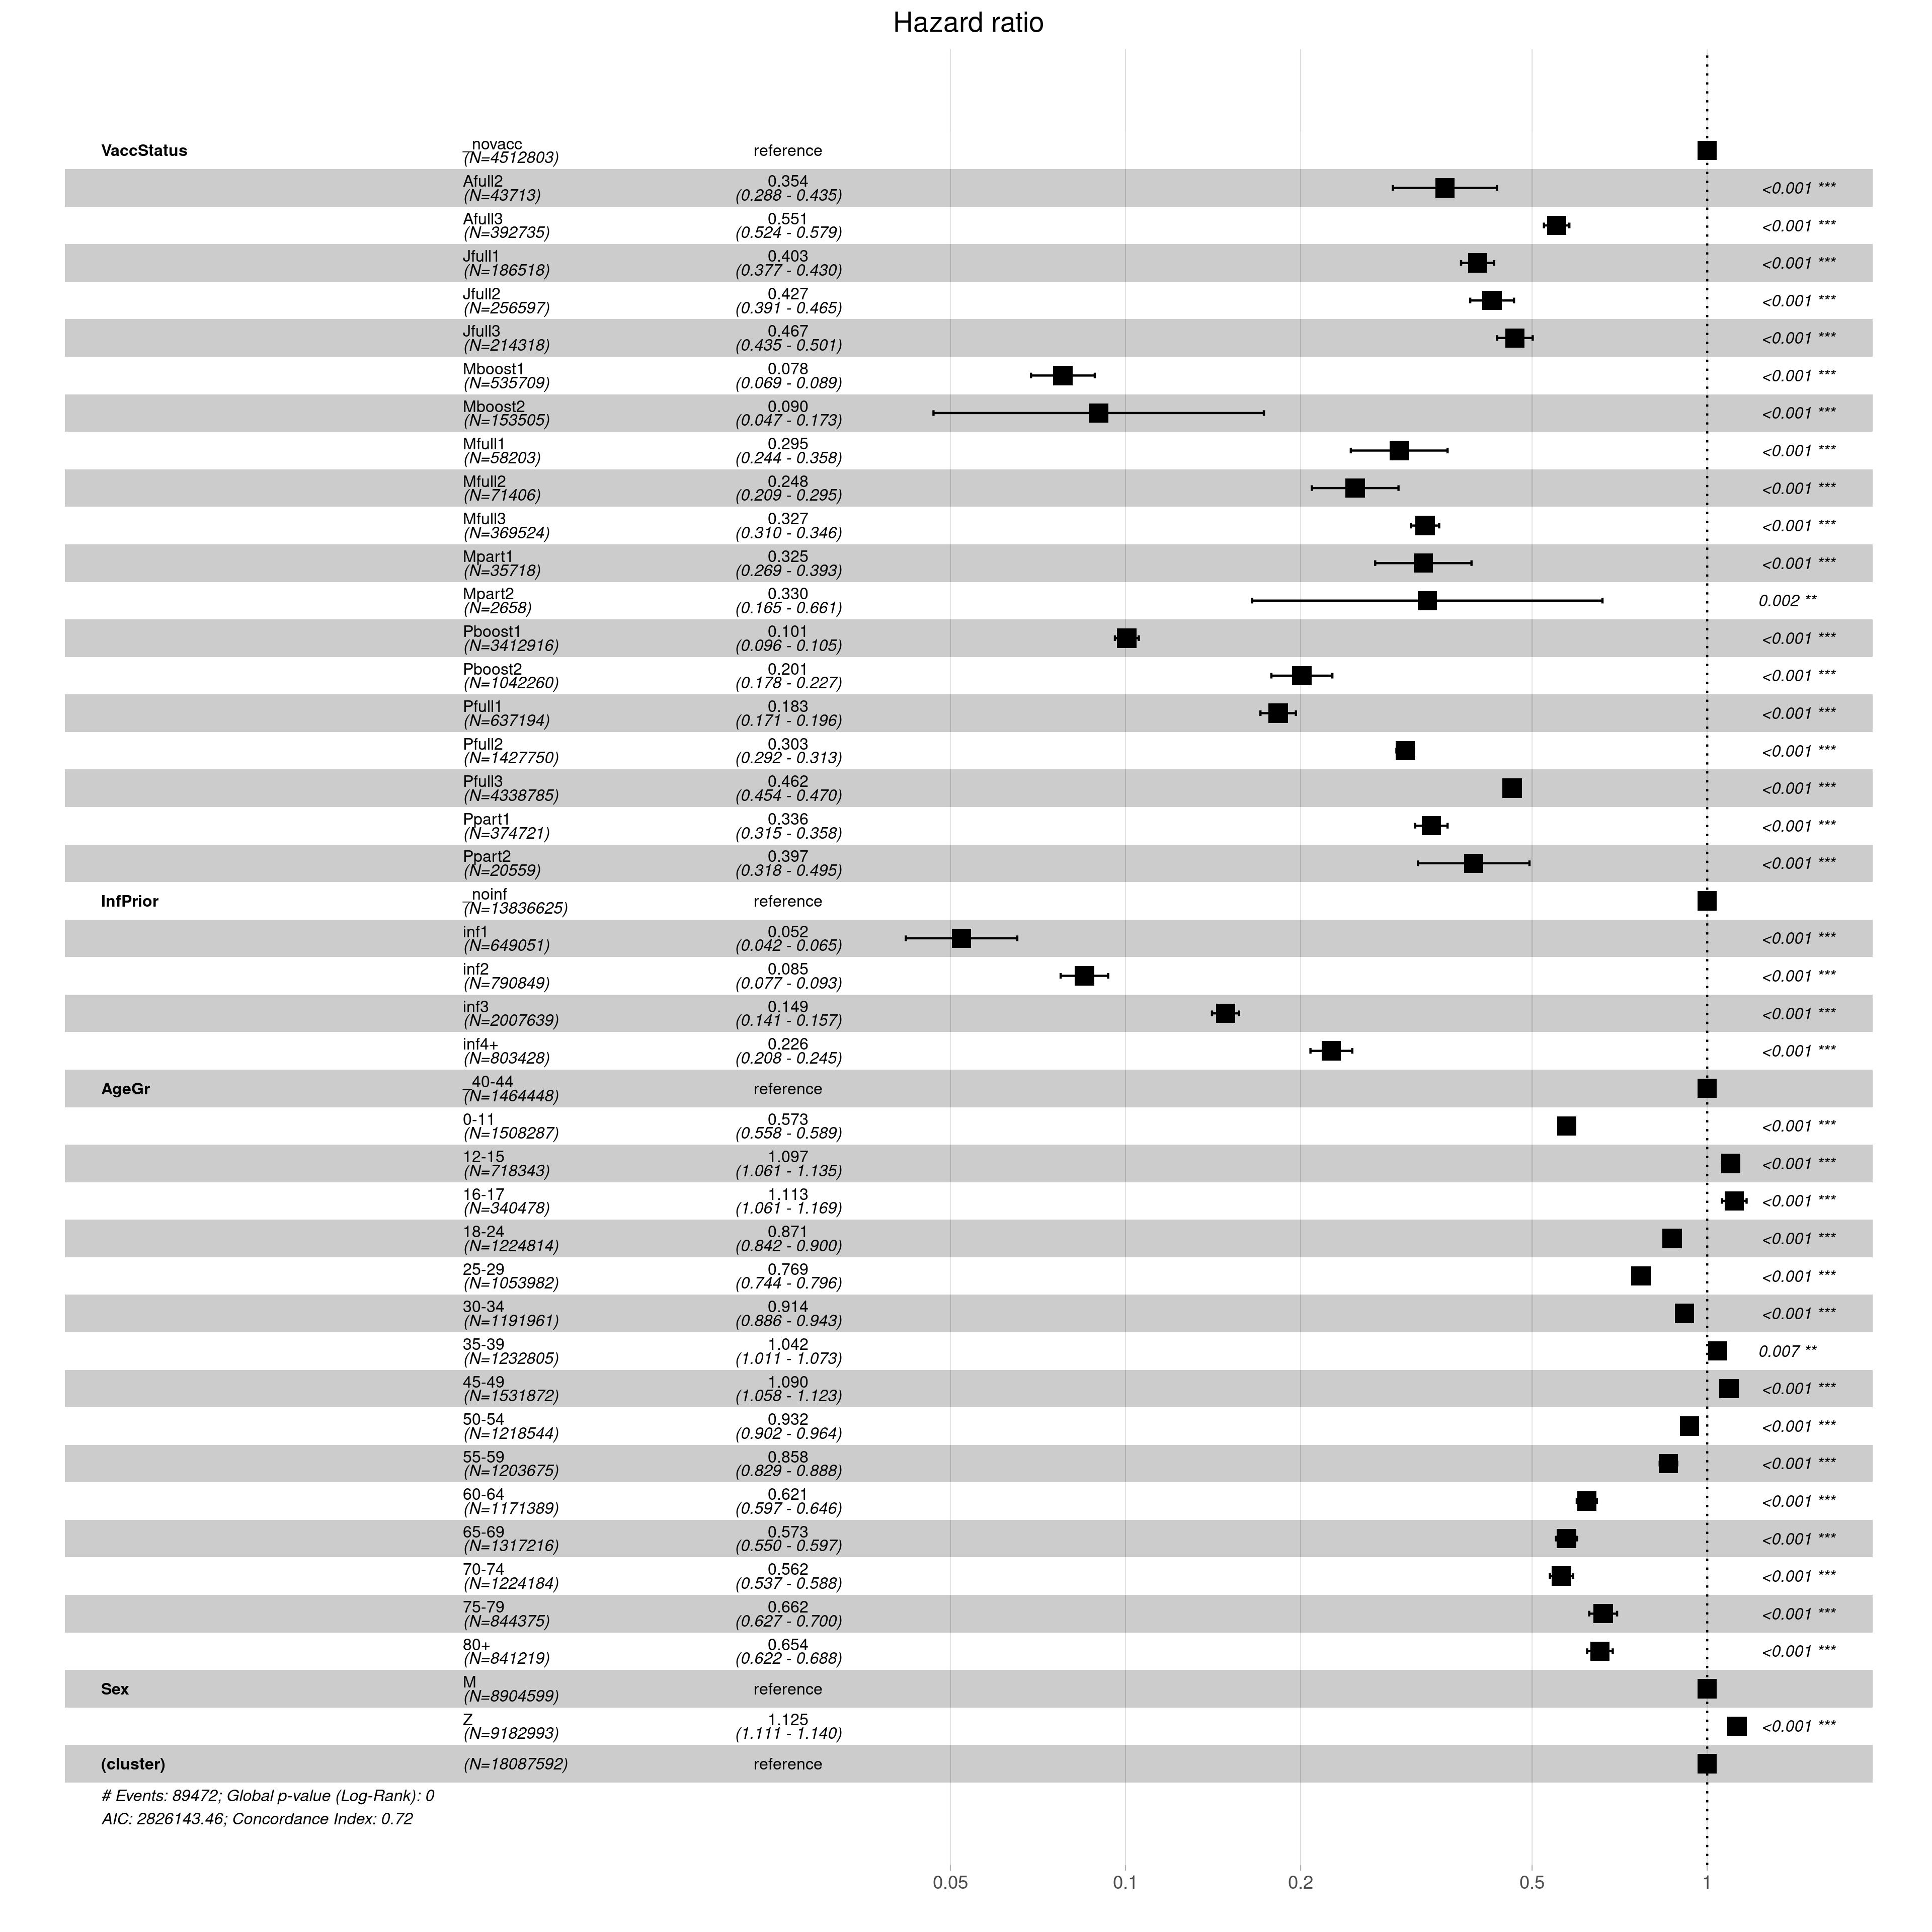 Hazard ratio
VaccStatus
_novacc
(N=4512803)
reference
Afull2
(N=43713)
0.354
(0.288 - 0.435)
<0.001 ***
Afull3
(N=392735)
0.551
(0.524 - 0.579)
<0.001 ***
Jfull1
(N=186518)
0.403
(0.377 - 0.430)
<0.001 ***
Jfull2
(N=256597)
0.427
(0.391 - 0.465)
<0.001 ***
Jfull3
(N=214318)
0.467
(0.435 - 0.501)
<0.001 ***
Mboost1
(N=535709)
0.078
(0.069 - 0.089)
<0.001 ***
Mboost2
(N=153505)
0.090
(0.047 - 0.173)
<0.001 ***
Mfull1
(N=58203)
0.295
(0.244 - 0.358)
<0.001 ***
Mfull2
(N=71406)
0.248
(0.209 - 0.295)
<0.001 ***
Mfull3
(N=369524)
0.327
(0.310 - 0.346)
<0.001 ***
Mpart1
(N=35718)
0.325
(0.269 - 0.393)
<0.001 ***
Mpart2
(N=2658)
0.330
(0.165 - 0.661)
0.002 **
Pboost1
(N=3412916)
0.101
(0.096 - 0.105)
<0.001 ***
Pboost2
(N=1042260)
0.201
(0.178 - 0.227)
<0.001 ***
Pfull1
(N=637194)
0.183
(0.171 - 0.196)
<0.001 ***
Pfull2
(N=1427750)
0.303
(0.292 - 0.313)
<0.001 ***
Pfull3
(N=4338785)
0.462
(0.454 - 0.470)
<0.001 ***
Ppart1
(N=374721)
0.336
(0.315 - 0.358)
<0.001 ***
Ppart2
(N=20559)
0.397
(0.318 - 0.495)
<0.001 ***
InfPrior
_noinf
(N=13836625)
reference
inf1
(N=649051)
0.052
(0.042 - 0.065)
<0.001 ***
inf2
(N=790849)
0.085
(0.077 - 0.093)
<0.001 ***
inf3
(N=2007639)
0.149
(0.141 - 0.157)
<0.001 ***
inf4+
(N=803428)
0.226
(0.208 - 0.245)
<0.001 ***
AgeGr
_40-44
(N=1464448)
reference
0-11
(N=1508287)
0.573
(0.558 - 0.589)
<0.001 ***
12-15
(N=718343)
1.097
(1.061 - 1.135)
<0.001 ***
16-17
(N=340478)
1.113
(1.061 - 1.169)
<0.001 ***
18-24
(N=1224814)
0.871
(0.842 - 0.900)
<0.001 ***
25-29
(N=1053982)
0.769
(0.744 - 0.796)
<0.001 ***
30-34
(N=1191961)
0.914
(0.886 - 0.943)
<0.001 ***
35-39
(N=1232805)
1.042
(1.011 - 1.073)
0.007 **
45-49
(N=1531872)
1.090
(1.058 - 1.123)
<0.001 ***
50-54
(N=1218544)
0.932
(0.902 - 0.964)
<0.001 ***
55-59
(N=1203675)
0.858
(0.829 - 0.888)
<0.001 ***
60-64
(N=1171389)
0.621
(0.597 - 0.646)
<0.001 ***
65-69
(N=1317216)
0.573
(0.550 - 0.597)
<0.001 ***
70-74
(N=1224184)
0.562
(0.537 - 0.588)
<0.001 ***
75-79
(N=844375)
0.662
(0.627 - 0.700)
<0.001 ***
80+
(N=841219)
0.654
(0.622 - 0.688)
<0.001 ***
Sex
M
(N=8904599)
reference
Z
(N=9182993)
1.125
(1.111 - 1.140)
<0.001 ***
(cluster)
(N=18087592)
reference
# Events: 89472; Global p-value (Log-Rank): 0
AIC: 2826143.46; Concordance Index: 0.72
0.05
0.1
0.2
0.5
1